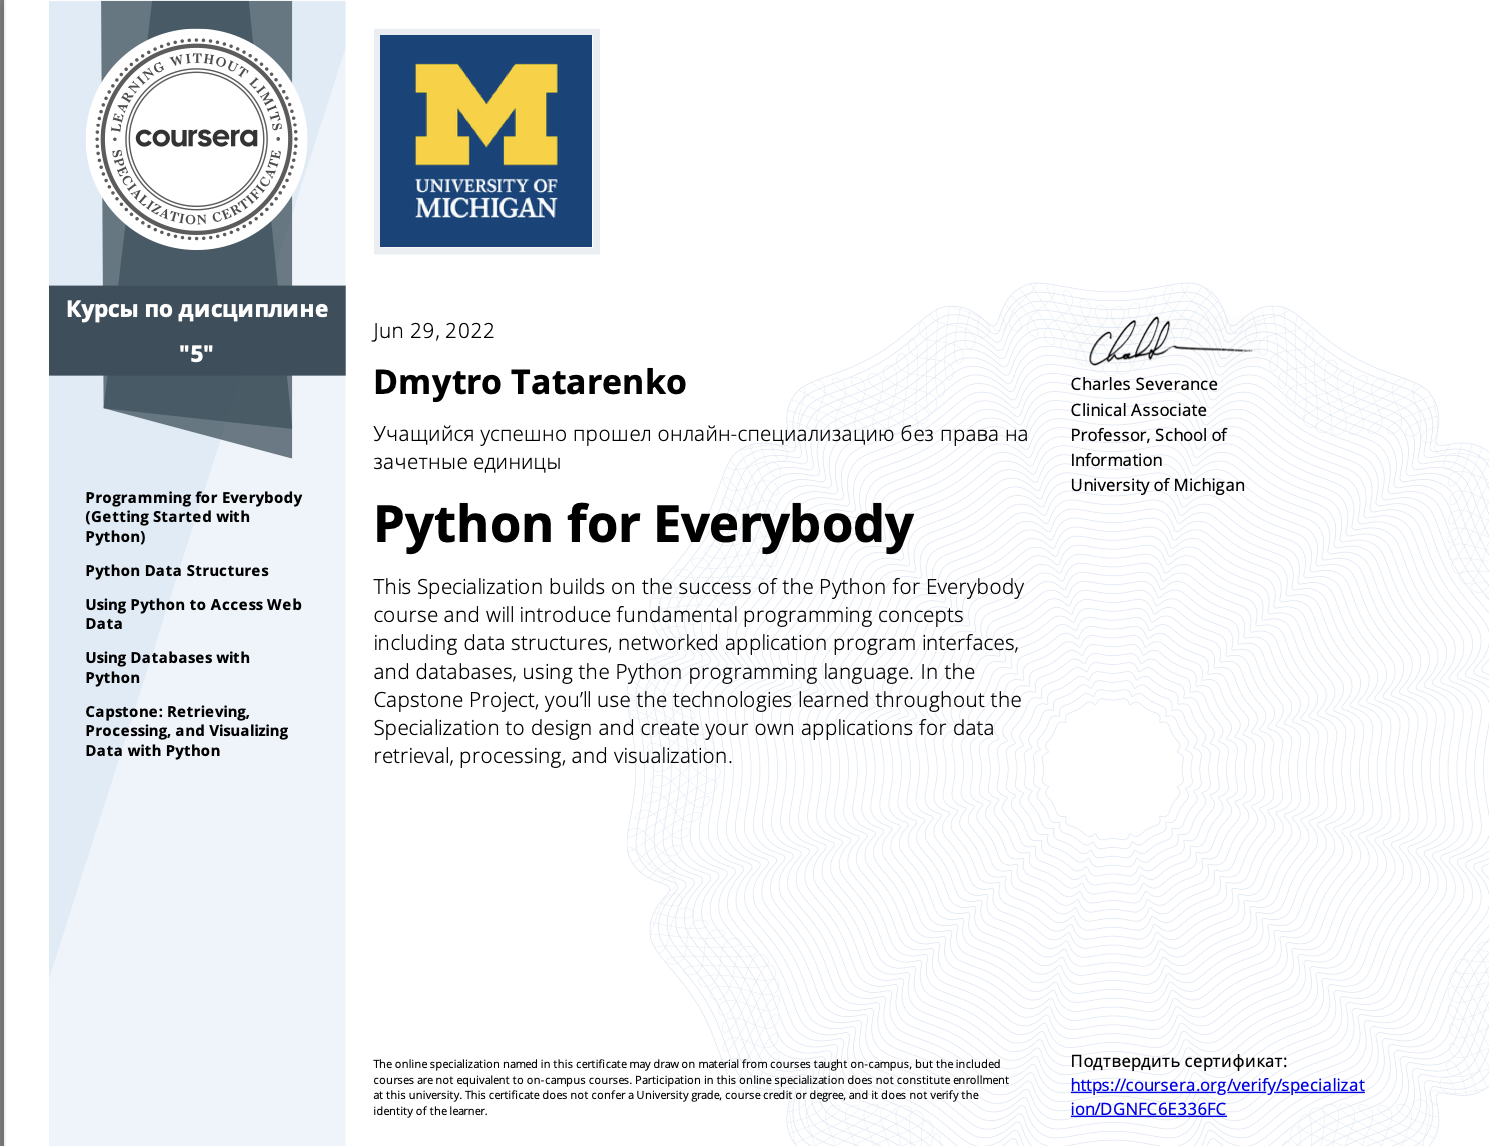 LEARNING WITHOUT LIMITS
coursera
SPECIALIZATION CERTIFICATE
Курсы по дисциплине
"5"
Programming for Everybody
(Getting Started with
Python)
Python Data Structures
Using Python to Access Web
Data
Using Databases with
Python
Capstone: Retrieving,
Processing, and Visualizing
Data with Python
M
UNIVERSITY OF
MICHIGAN
Jun 29, 2022
Dmytro Tatarenko
Учащийся успешно прошел онлайн-специализацию без права на
зачетные единицы
Python for Everybody
This Specialization builds on the success of the Python for Everybody
course and will introduce fundamental programming concepts
including data structures, networked application program interfaces,
and databases, using the Python programming language. In the
Capstone Project, you’ll use the technologies learned throughout the
Specialization to design and create your own applications for data
retrieval, processing, and visualization.
Charles Severance
Clinical Associate
Professor, School of
Information
University of Michigan
The online specialization named in this certificate may draw on material from courses taught on-campus, but the included
courses are not equivalent to on-campus courses. Participation in this online specialization does not constitute enrollment
at this university. This certificate does not confer a University grade, course credit or degree, and it does not verify the
identity of the learner.
Подтвердить сертификат:
https://coursera.org/verify/specializat
ion/DGNFC6E336FC